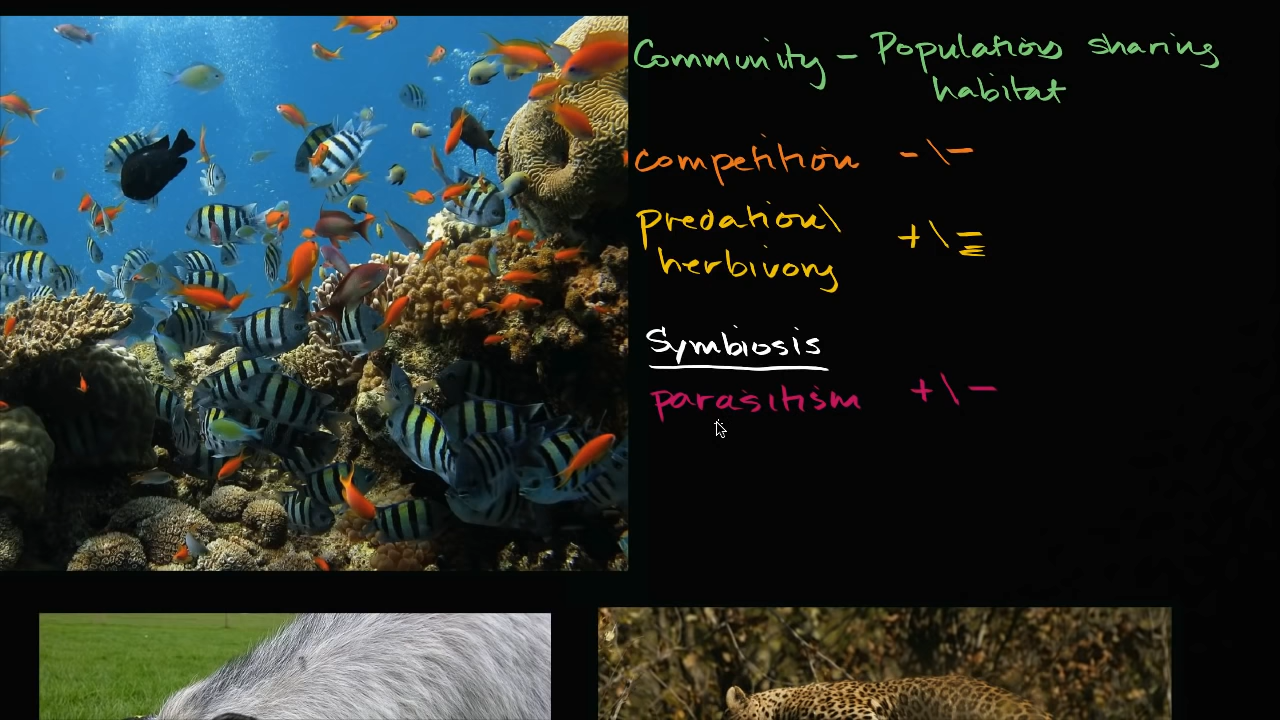 Community - Populations sharing
habitat
competition - \ -
predation \
herbivory + \ -
Symbiosis
parasitism + \ -